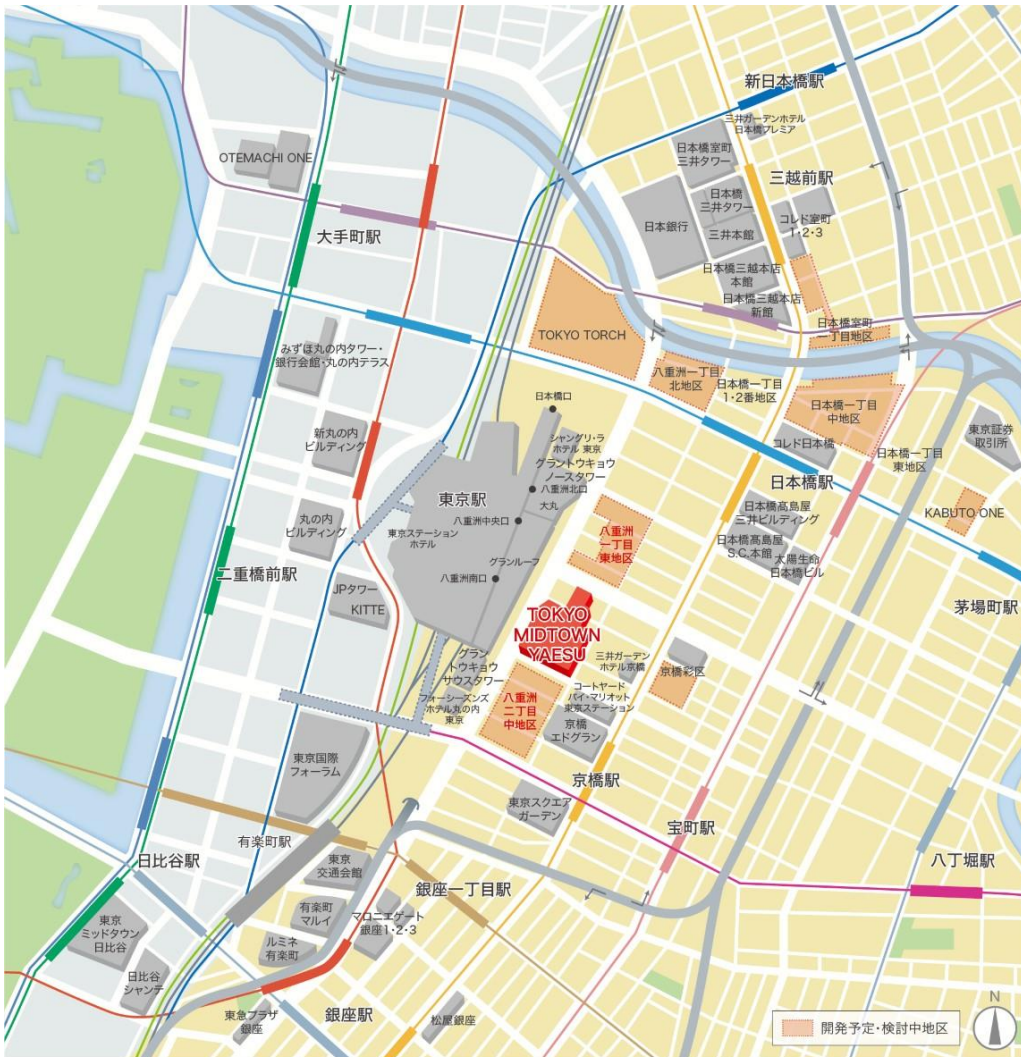 新日本橋駅
三井ガーデンホテル
日本橋プレミア
日本橋室町
三井タワー
OTEMACHI ONE
三越前駅
日本橋
三井タワー
コレド室町
1・2・3
日本銀行
三井本館
大手町駅
日本橋三越本店
本館
日本橋三越本店
新館
TOKYO TORCH
日本橋室町
一丁目地区
みずほ丸の内タワー・
銀行会館・丸の内テラス
八重洲一丁目
北地区
日本橋一丁目
1・2番地区
日本橋一丁目
中地区
日本橋口
東京証券
取引所
新丸の内
ビルディング
シャングリ・ラ
ホテル 東京
コレド日本橋
日本橋一丁目
東地区
グラントウキョウ
ノースタワー
日本橋駅
東京駅
八重洲北口
大丸
日本橋髙島屋
三井ビルディング
KABUTO ONE
丸の内
ビルディング
八重洲中央口
東京ステーション
ホテル
八重洲
一丁目
東地区
日本橋髙島屋
S.C.本館
太陽生命
日本橋ビル
グランルーフ
二重橋前駅
八重洲南口
JPタワー
KITTE
茅場町駅
TOKYO
MIDTOWN
YAESU
グラン
トウキョウ
サウスタワー
三井ガーデン
ホテル京橋
京橋彩区
フォーシーズンズ
ホテル丸の内
東京
八重洲
二丁目
中地区
コートヤード
バイ・マリオット
東京ステーション
京橋
エドグラン
東京国際
フォーラム
京橋駅
東京スクエア
ガーデン
宝町駅
有楽町駅
日比谷駅
東京
交通会館
銀座一丁目駅
八丁堀駅
有楽町
マルイ
マロニエゲート
銀座1・2・3
東京
ミッドタウン
日比谷
ルミネ
有楽町
日比谷
シャンテ
東急プラザ
銀座
銀座駅
松屋銀座
開発予定・検討中地区
N